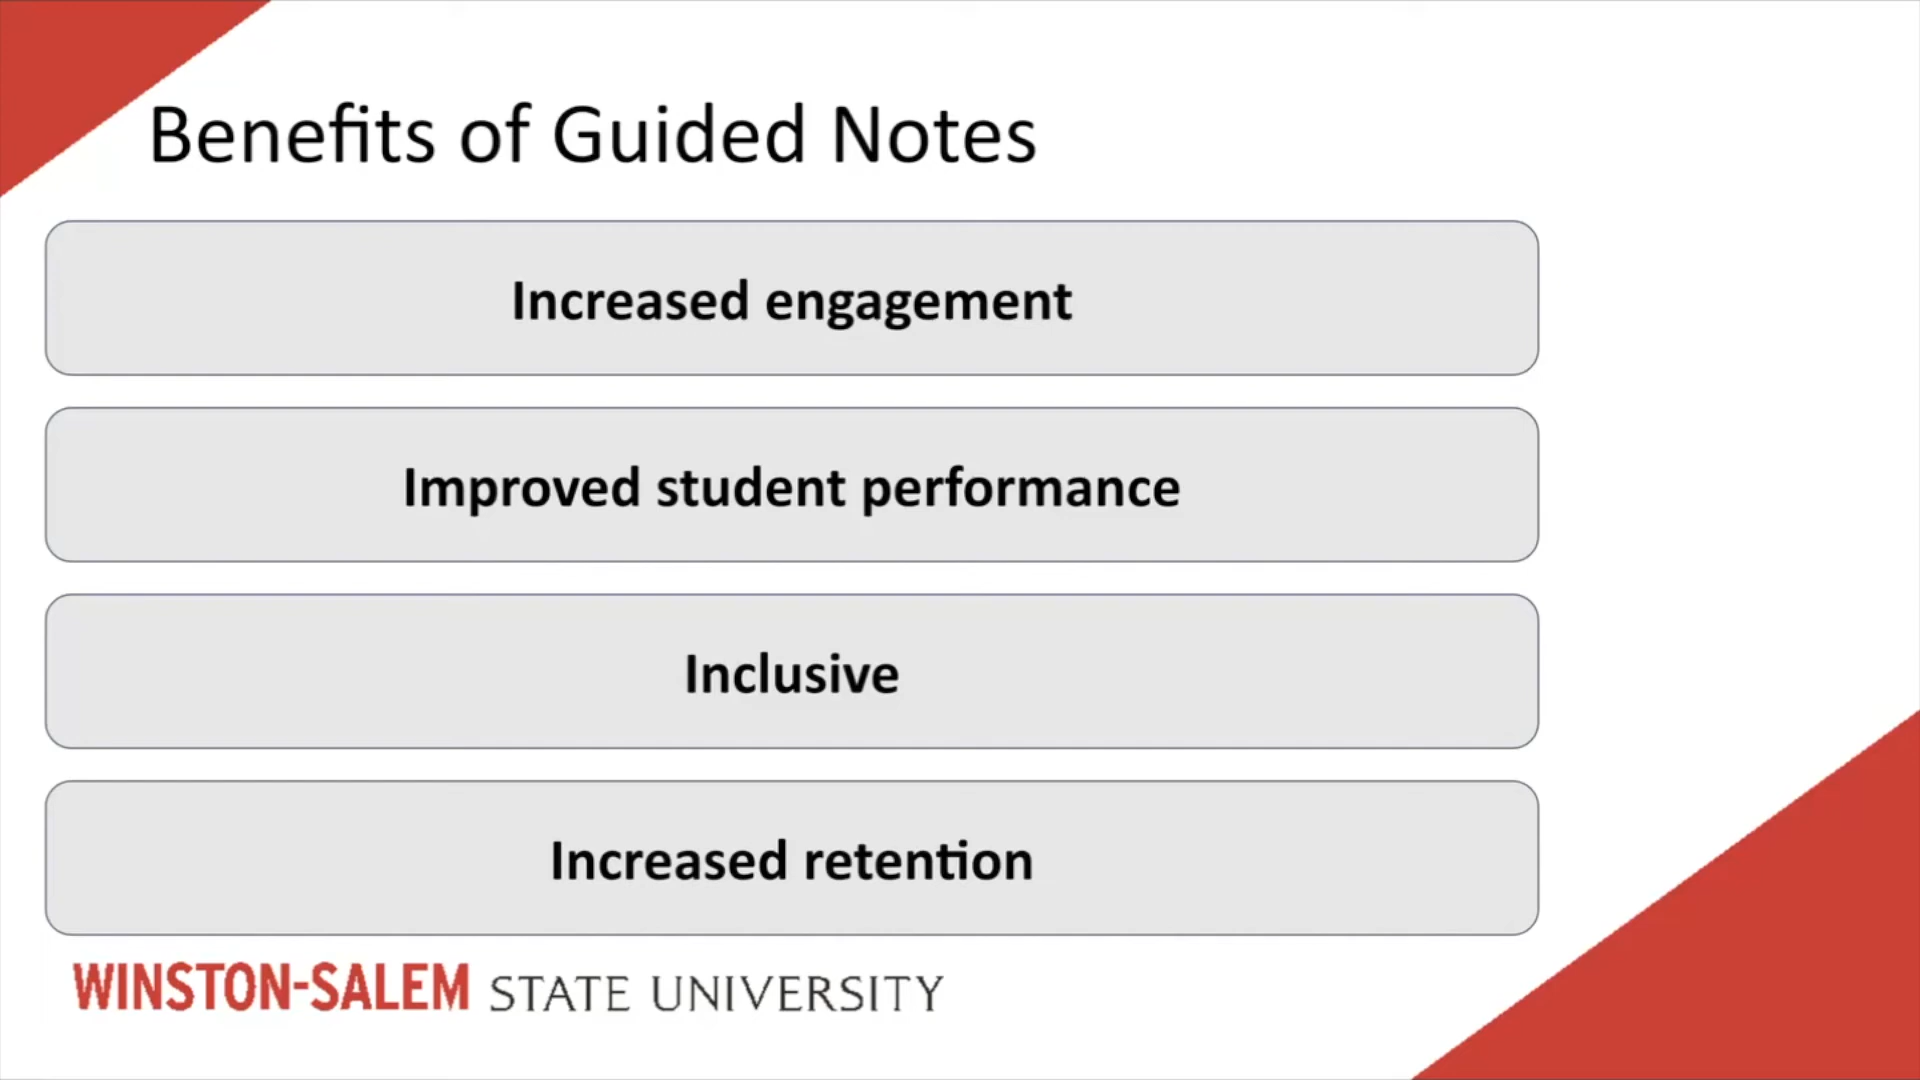 Benefits of Guided Notes
Increased engagement
Improved student performance
Inclusive
Increased retention
WINSTON-SALEM STATE UNIVERSITY